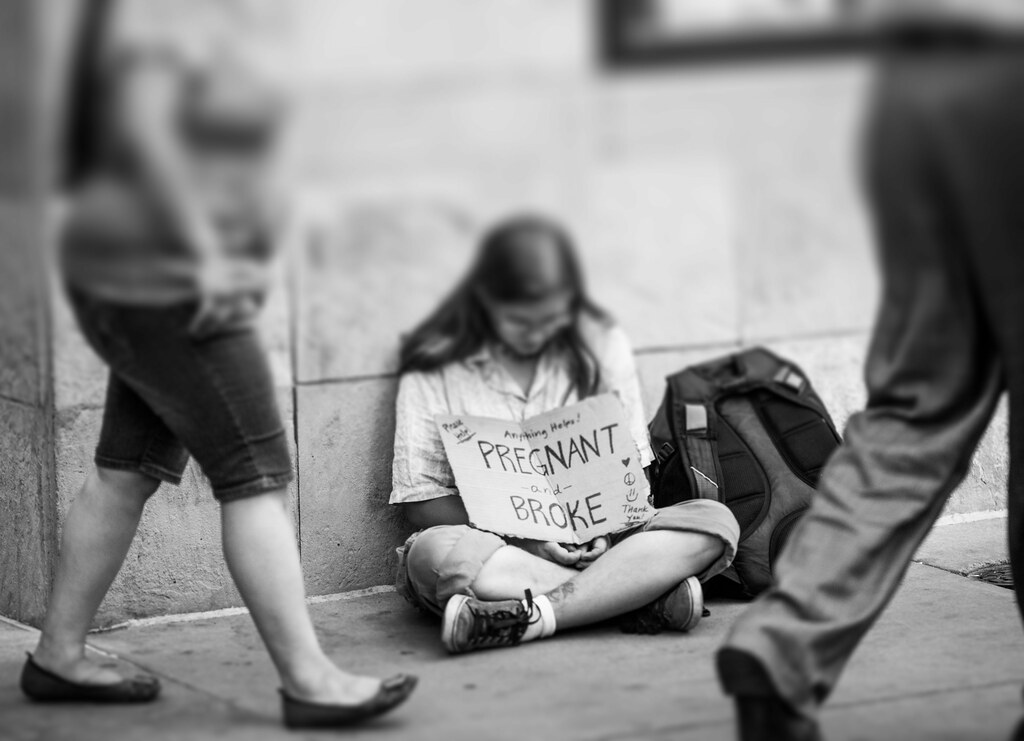 Anything Helps!
PREGNANT
-and-
BROKE
Thank
You!